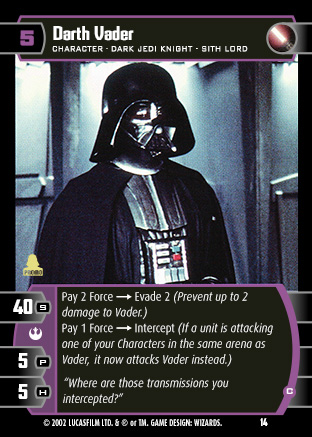 5 Darth Vader
CHARACTER · DARK JEDI KNIGHT · SITH LORD
PROMO
40 S
5 P
5 H
Pay 2 Force → Evade 2 (Prevent up to 2
damage to Vader.)
Pay 1 Force → Intercept (If a unit is attacking
one of your Characters in the same arena as
Vader, it now attacks Vader instead.)
"Where are those transmissions you
intercepted?"
C
© 2002 LUCASFILM LTD. & ® or TM. GAME DESIGN: WIZARDS. 14